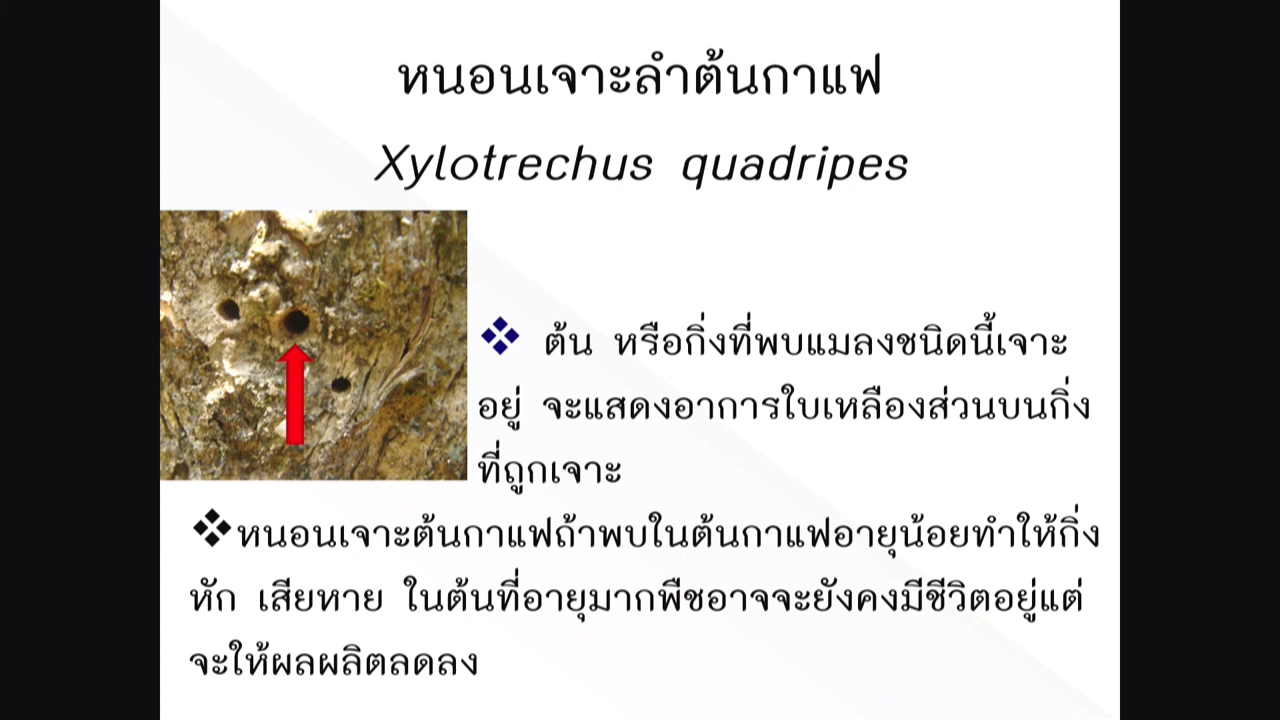 หนอนเจาะลำต้นกาแฟ
Xylotrechus quadripes
❖ ต้น หรือกิ่งที่พบแมลงชนิดนี้เจาะ
อยู่ จะแสดงอาการใบเหลืองส่วนบนกิ่ง
ที่ถูกเจาะ
❖หนอนเจาะต้นกาแฟถ้าพบในต้นกาแฟอายุน้อยทำให้กิ่ง
หัก เสียหาย ในต้นที่อายุมากพืชอาจจะยังคงมีชีวิตอยู่แต่
จะให้ผลผลิตลดลง